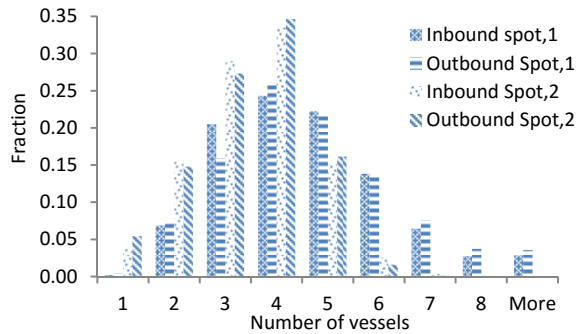 0.35
0.30
0.25
0.20
0.15
0.10
0.05
0.00
Fraction
Inbound spot,1
Outbound Spot,1
Inbound Spot,2
Outbound Spot,2
1 2 3 4 5 6 7 8 More
Number of vessels